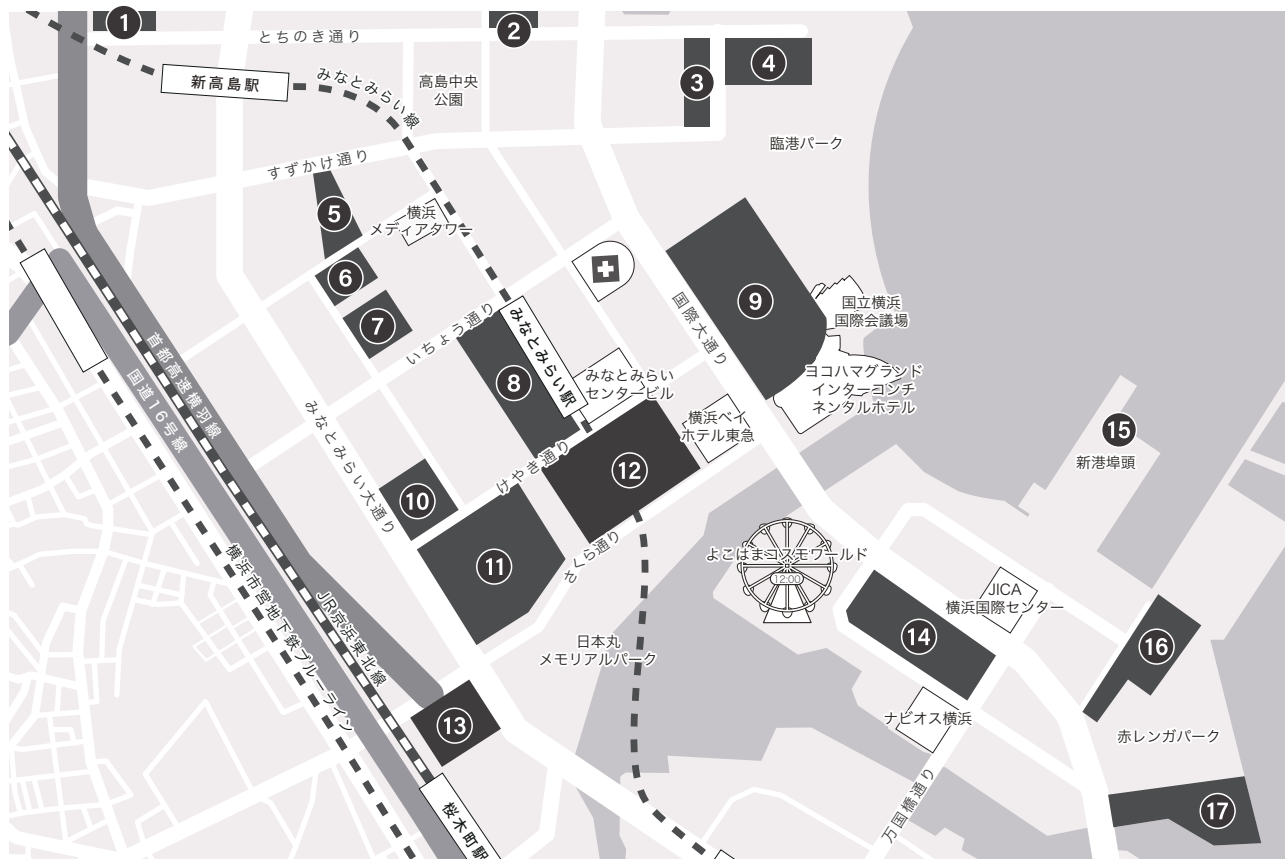 1
2
とちのき通り
3
4
新高島駅
みなとみらい線
高島中央
公園
臨港パーク
すずかけ通り
5
横浜
メディアタワー
6
7
いちょう通り
みなとみらい駅
国際大通り
9
国立横浜
国際会議場
ヨコハマグランド
インターコンチ
ネンタルホテル
首都高速横羽線
国道16号線
8
みなとみらい
センタービル
横浜ベイ
ホテル東急
みなとみらい大通り
けやき通り
10
12
15
新港埠頭
11
さくら通り
よこはまコスモワールド
12:00
横浜市営地下鉄ブルーライン
JR京浜東北線
日本丸
メモリアルパーク
JICA
横浜国際センター
14
16
13
ナビオス横浜
赤レンガパーク
桜木町駅
万国橋通り
17